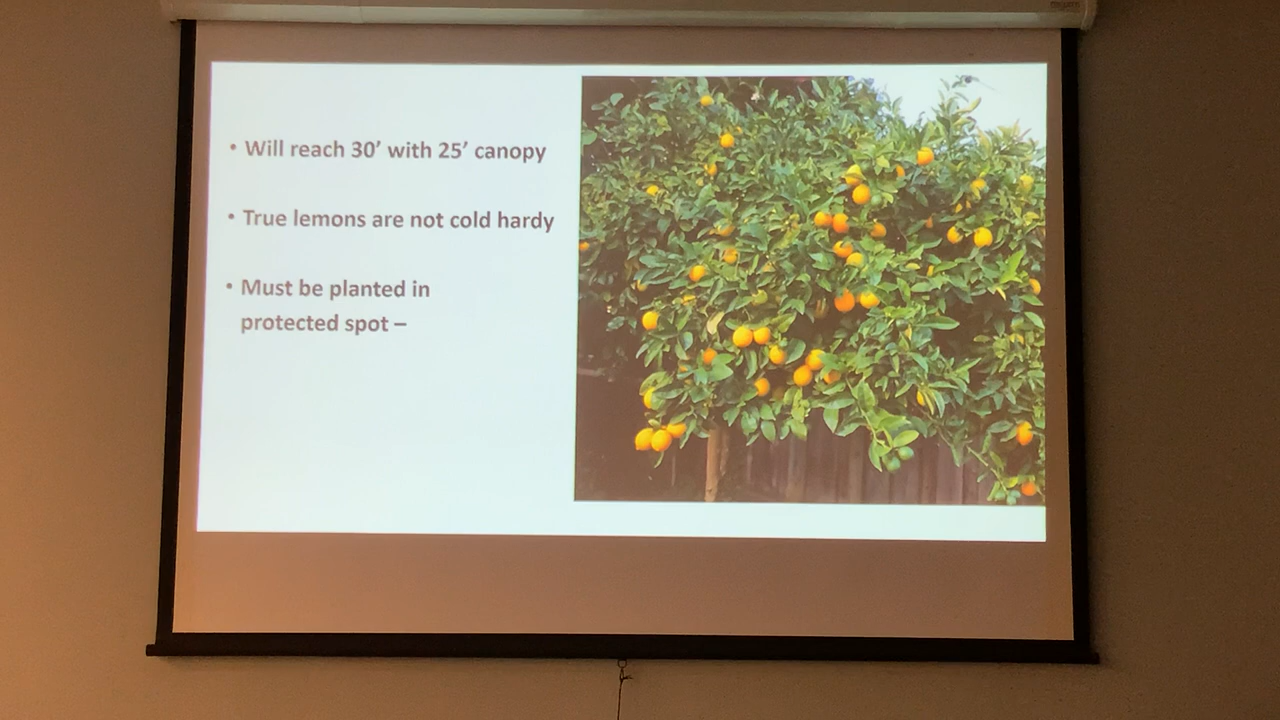 • Will reach 30’ with 25’ canopy
• True lemons are not cold hardy
• Must be planted in
protected spot –